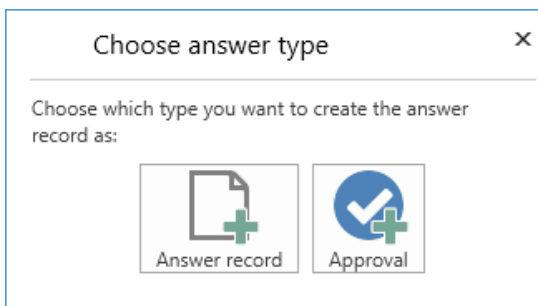 Choose answer type
Choose which type you want to create the answer
record as:
Answer record
Approval